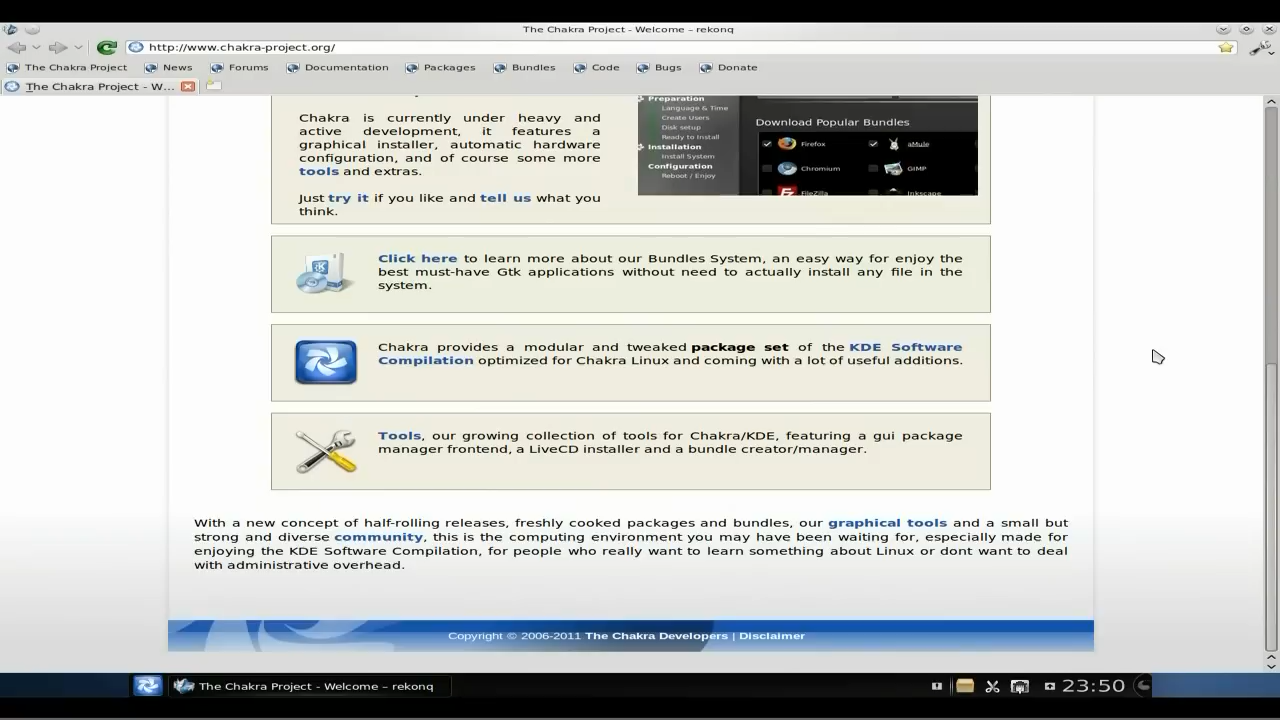 The Chakra Project - Welcome – rekonq
http://www.chakra-project.org/
The Chakra Project News Forums Documentation Packages Bundles Code Bugs Donate
The Chakra Project - W...
Chakra is currently under heavy and
active development, it features a
graphical installer, automatic hardware
configuration, and of course some more
tools and extras.
Just try it if you like and tell us what you
think.
Preparation
Language & Time
Create Users
Disk setup
Ready to Install
Installation
Install System
Configuration
Reboot / Enjoy
Download Popular Bundles
Firefox aMule
Chromium GIMP
FileZilla Inkscape
Click here to learn more about our Bundles System, an easy way for enjoy the
best must-have Gtk applications without need to actually install any file in the
system.
Chakra provides a modular and tweaked package set of the KDE Software
Compilation optimized for Chakra Linux and coming with a lot of useful additions.
Tools, our growing collection of tools for Chakra/KDE, featuring a gui package
manager frontend, a LiveCD installer and a bundle creator/manager.
With a new concept of half-rolling releases, freshly cooked packages and bundles, our graphical tools and a small but
strong and diverse community, this is the computing environment you may have been waiting for, especially made for
enjoying the KDE Software Compilation, for people who really want to learn something about Linux or dont want to deal
with administrative overhead.
Copyright © 2006-2011 The Chakra Developers | Disclaimer
The Chakra Project - Welcome – rekonq
23:50